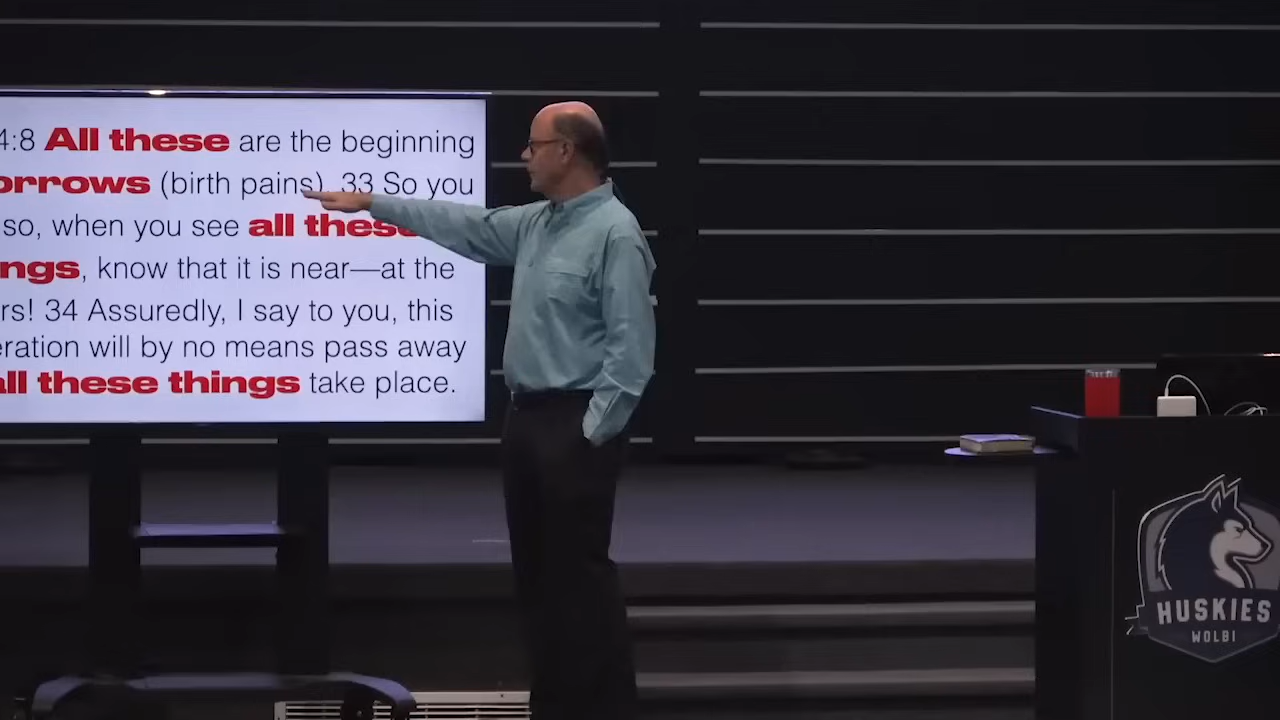 4:8 All these are the beginning
orrows (birth pains). 33 So you
so, when you see all these
ngs, know that it is near—at the
rs! 34 Assuredly, I say to you, this
eration will by no means pass away
all these things take place.
HUSKIES
WOLBI